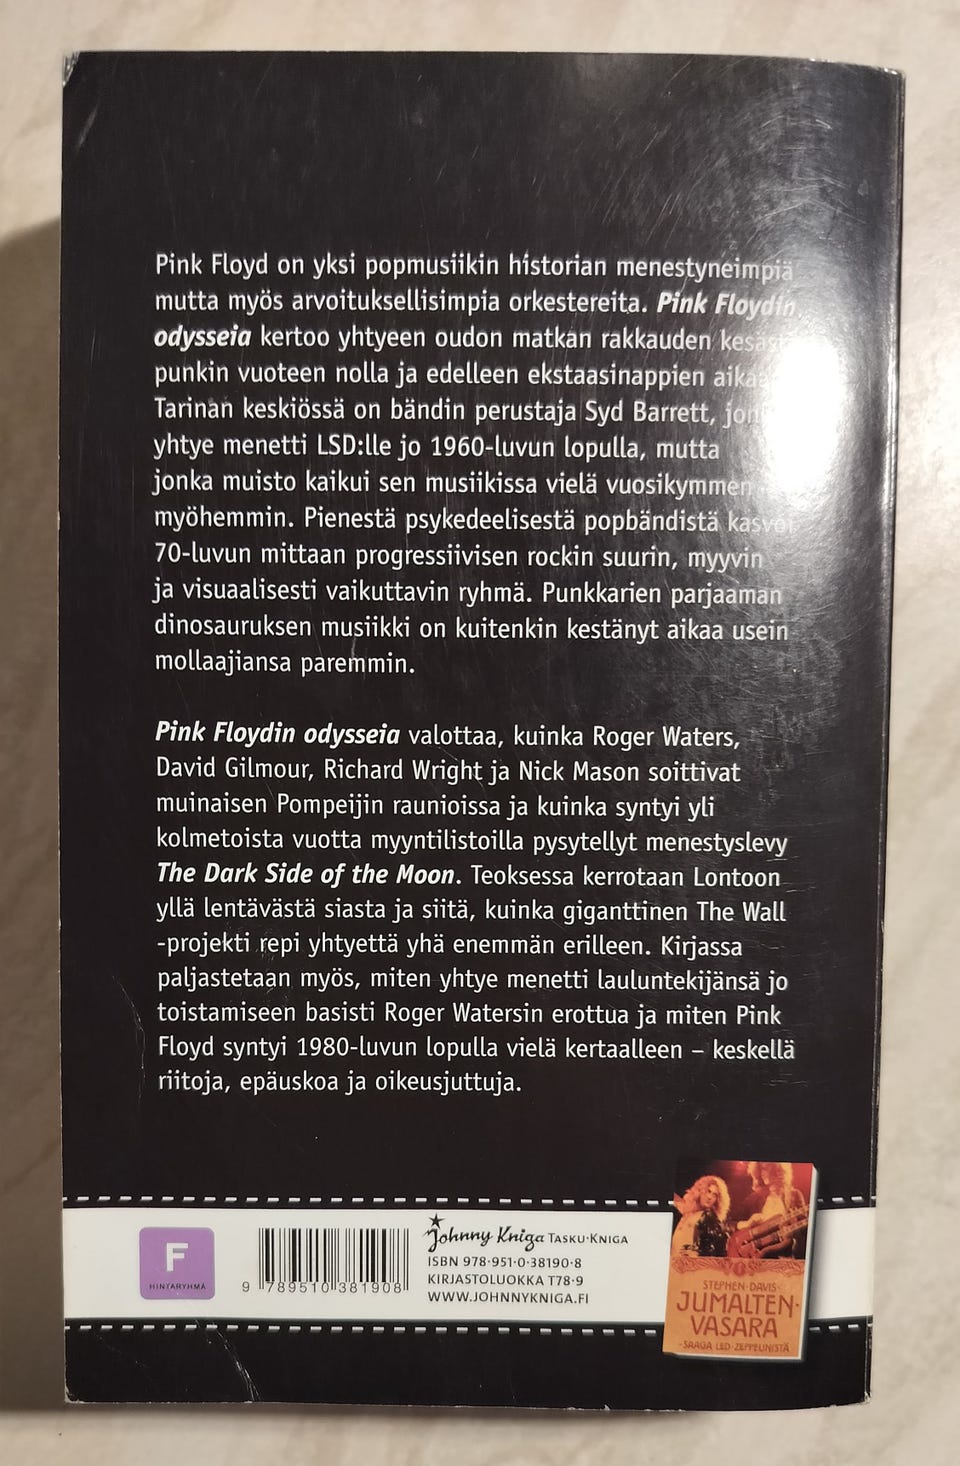 Pink Floyd on yksi popmusiikin historian menestyneimpiä
mutta myös arvoituksellisimpia orkestereita. Pink Floydin
odysseia kertoo yhtyeen oudon matkan rakkauden
punkin vuoteen nolla ja edelleen ekstaasinappien
Tarinan keskiössä on bändin perustaja Syd Barrett,
yhtye menetti LSD:lle jo 1960-luvun lopulla, mutta
jonka muisto kaikui sen musiikissa vielä
myöhemmin. Pienestä psykedeelisestä popbändistä kasvoi
70-luvun mittaan progressiivisen rockin suurin, myyvin
ja visuaalisesti vaikuttavin ryhmä. Punkkarien parjaaman
dinosauruksen musiikki on kuitenkin kestänyt aikaa usein
mollaajiansa paremmin.
Pink Floydin odysseia valottaa, kuinka Roger Waters,
David Gilmour, Richard Wright ja Nick Mason soittivat
muinaisen Pompeijin raunioissa ja kuinka syntyi yli
kolmetoista vuotta myyntilistoilla pysytellyt menestyslevy
The Dark Side of the Moon. Teoksessa kerrotaan Lontoon
yllä lentävästä siasta ja siitä, kuinka giganttinen The Wall
-projekti repi yhtyettä yhä enemmän erilleen. Kirjassa
paljastetaan myös, miten yhtye menetti lauluntekijänsä jo
toistamiseen basisti Roger Watersin erottua ja miten Pink
Floyd syntyi 1980-luvun lopulla vielä kertaalleen – keskellä
riitoja, epäuskoa ja oikeusjuttuja.
F
HINTARYHMÄ
9 789510 381908
Johnny Kniga TASKU-KNIGA
ISBN 978-951-0-38190-8
KIRJASTOLUOKKA T78-9
WWW.JOHNNYKNIGA.FI
STEPHEN DAVIS
JUMALTEN
VASARA
SAAGA LED ZEPPELINISTÄ